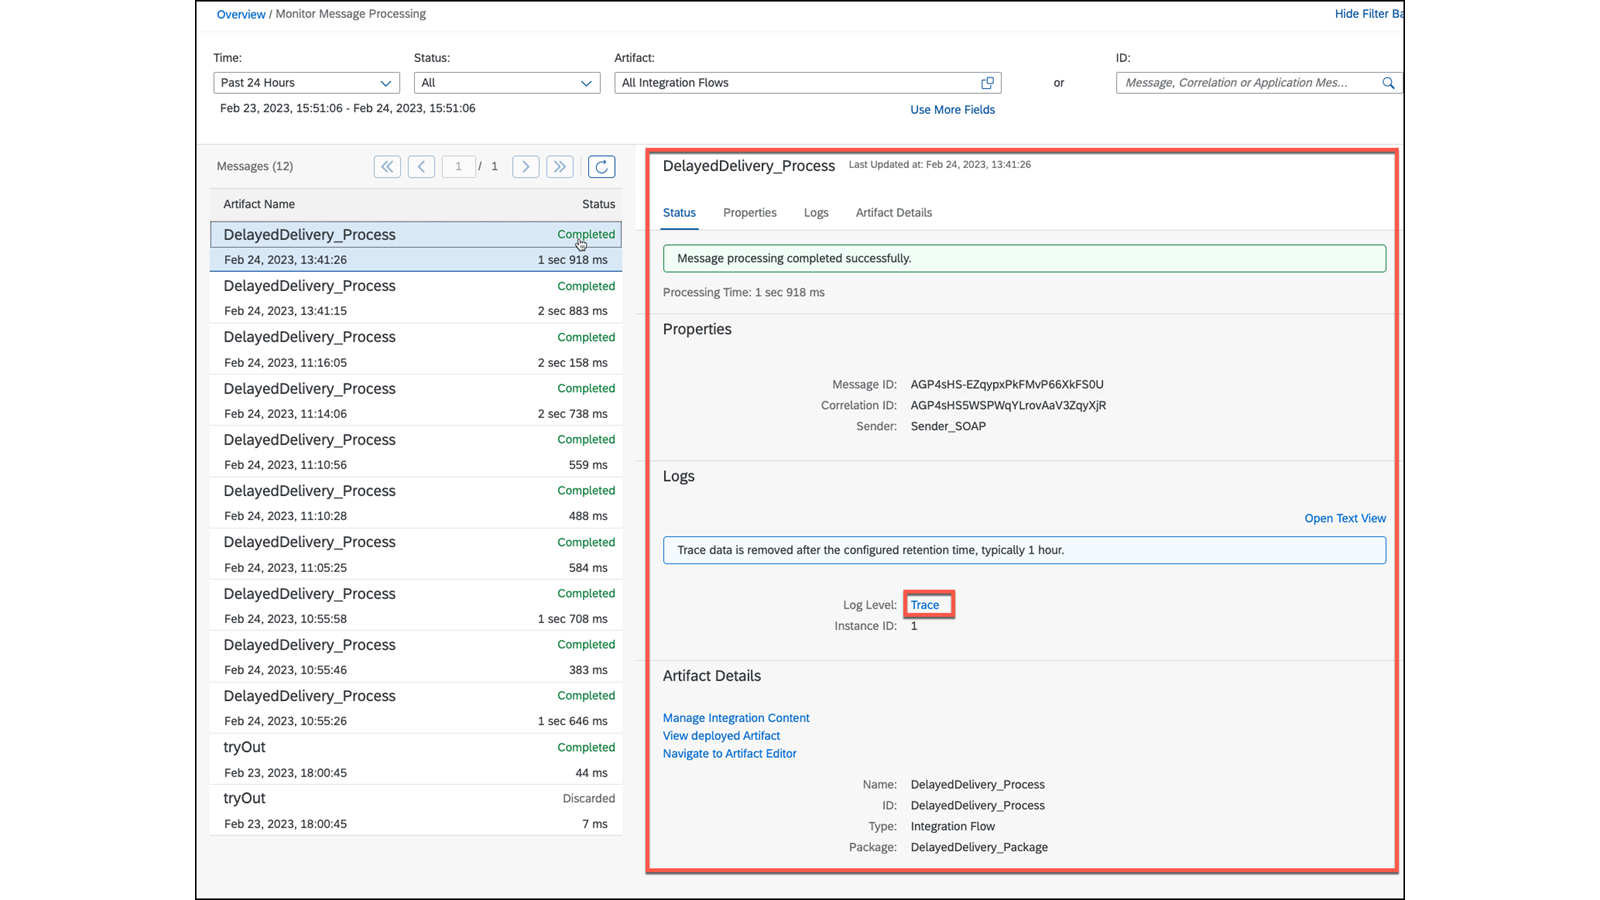 Overview / Monitor Message Processing
Hide Filter Ba
Time:
Status:
Artifact:
ID:
Past 24 Hours
All
All Integration Flows
or
Message, Correlation or Application Mes...
Feb 23, 2023, 15:51:06 - Feb 24, 2023, 15:51:06
Use More Fields
Messages (12)
1 / 1
Artifact Name Status
DelayedDelivery_Process Completed
Feb 24, 2023, 13:41:26 1 sec 918 ms
DelayedDelivery_Process Completed
Feb 24, 2023, 13:41:15 2 sec 883 ms
DelayedDelivery_Process Completed
Feb 24, 2023, 11:16:05 2 sec 158 ms
DelayedDelivery_Process Completed
Feb 24, 2023, 11:14:06 2 sec 738 ms
DelayedDelivery_Process Completed
Feb 24, 2023, 11:10:56 559 ms
DelayedDelivery_Process Completed
Feb 24, 2023, 11:10:28 488 ms
DelayedDelivery_Process Completed
Feb 24, 2023, 11:05:25 584 ms
DelayedDelivery_Process Completed
Feb 24, 2023, 10:55:58 1 sec 708 ms
DelayedDelivery_Process Completed
Feb 24, 2023, 10:55:46 383 ms
DelayedDelivery_Process Completed
Feb 24, 2023, 10:55:26 1 sec 646 ms
tryOut Completed
Feb 23, 2023, 18:00:45 44 ms
tryOut Discarded
Feb 23, 2023, 18:00:45 7 ms
DelayedDelivery_Process Last Updated at: Feb 24, 2023, 13:41:26
Status Properties Logs Artifact Details
Message processing completed successfully.
Processing Time: 1 sec 918 ms
Properties
Message ID: AGP4sHS-EZqypxPkFMvP66XkFS0U
Correlation ID: AGP4sHS5WSPWqYLrovAaV3ZqyXjR
Sender: Sender_SOAP
Logs
Open Text View
Trace data is removed after the configured retention time, typically 1 hour.
Log Level: Trace
Instance ID: 1
Artifact Details
Manage Integration Content
View deployed Artifact
Navigate to Artifact Editor
Name: DelayedDelivery_Process
ID: DelayedDelivery_Process
Type: Integration Flow
Package: DelayedDelivery_Package